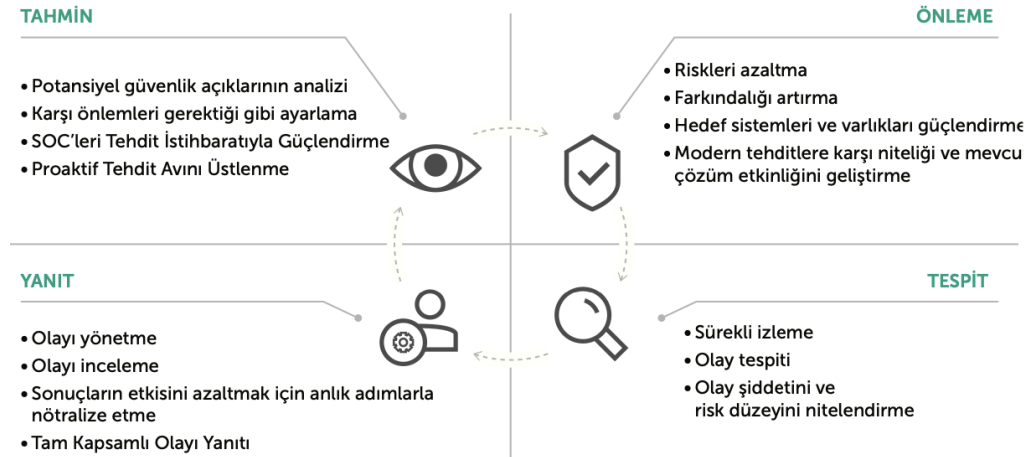 TAHMİN
• Potansiyel güvenlik açıklarının analizi
• Karşı önlemleri gerektiği gibi ayarlama
• SOC’leri Tehdit İstihbaratıyla Güçlendirme
• Proaktif Tehdit Avını Üstlenme
ÖNLEME
• Riskleri azaltma
• Farkındalığı artırma
• Hedef sistemleri ve varlıkları güçlendirme
• Modern tehditlere karşı niteliği ve mevcu
çözüm etkinliğini geliştirme
YANIT
• Olayı yönetme
• Olayı inceleme
• Sonuçların etkisini azaltmak için anlık adımlarla
nötralize etme
• Tam Kapsamlı Olayı Yanıtı
TESPİT
• Sürekli izleme
• Olay tespiti
• Olay şiddetini ve
risk düzeyini nitelendirme